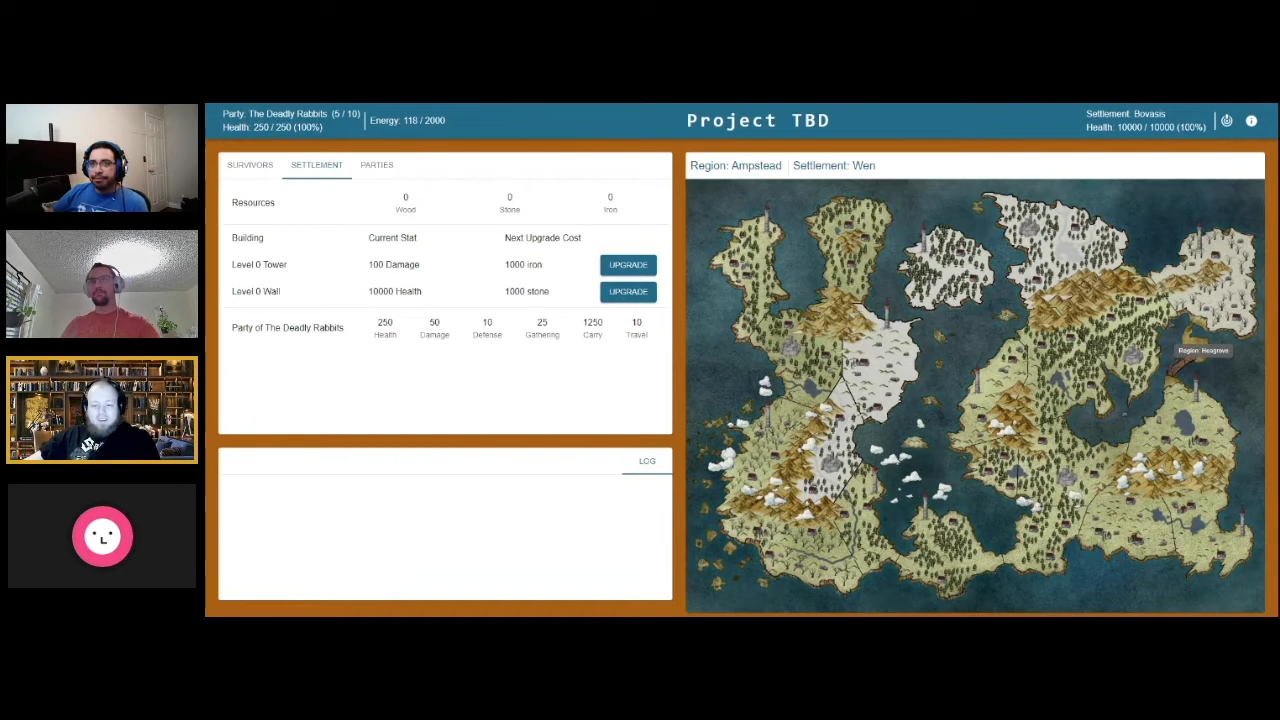 Party: The Deadly Rabbits (5 / 10)
Health: 250 / 250 (100%)
Energy: 118 / 2000
Project TBD
Settlement: Bovasis
Health: 10000 / 10000 (100%)
SURVIVORS SETTLEMENT PARTIES
Resources 0 0 0
Wood Stone Iron
Building Current Stat Next Upgrade Cost
Level 0 Tower 100 Damage 1000 iron UPGRADE
Level 0 Wall 10000 Health 1000 stone UPGRADE
Party of The Deadly Rabbits 250 50 10 25 1250 10
Health Damage Defense Gathering Carry Travel
LOG
Region: Ampstead Settlement: Wen
Region: Heagrove